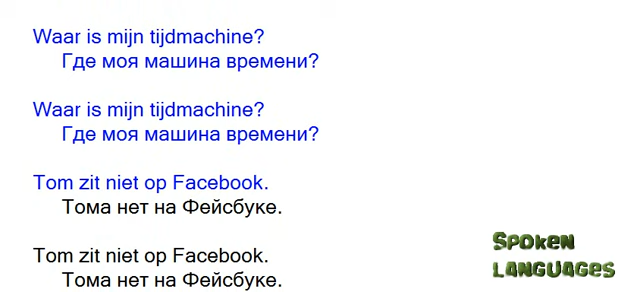 Waar is mijn tijdmachine?
Где моя машина времени?
Waar is mijn tijdmachine?
Где моя машина времени?
Tom zit niet op Facebook.
Тома нет на Фейсбуке.
Tom zit niet op Facebook.
Тома нет на Фейсбуке.
Spoken
Languages